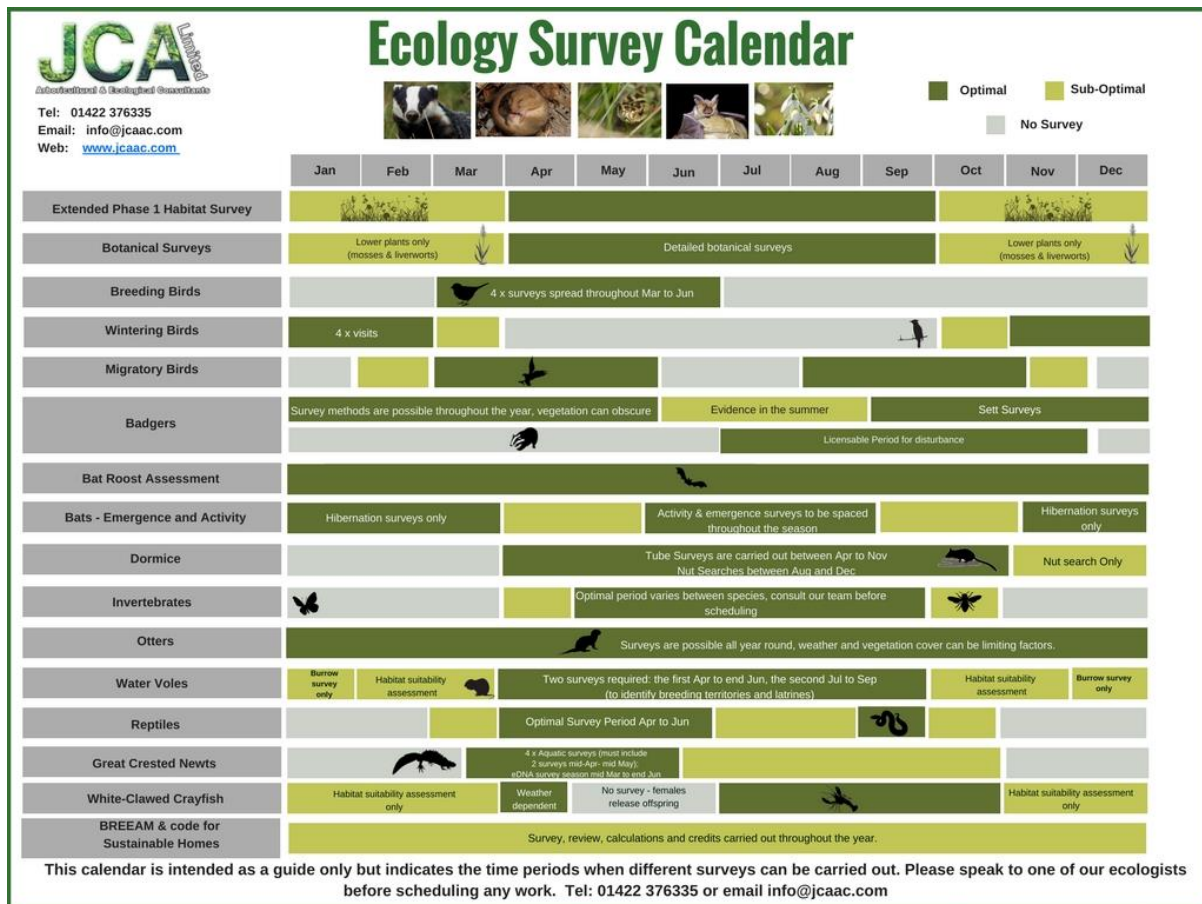 JCA
Limited
Arboricultural & Ecological Consultants
Tel: 01422 376335
Email: info@jcaac.com
Web: www.jcaac.com
Ecology Survey Calendar
Optimal
Sub-Optimal
No Survey
Jan Feb Mar Apr May Jun Jul Aug Sep Oct Nov Dec
Extended Phase 1 Habitat Survey
Botanical Surveys
Lower plants only
(mosses & liverworts)
Detailed botanical surveys
Lower plants only
(mosses & liverworts)
Breeding Birds
4 x surveys spread throughout Mar to Jun
Wintering Birds
4 x visits
Migratory Birds
Badgers
Survey methods are possible throughout the year, vegetation can obscure
Evidence in the summer
Sett Surveys
Licensable Period for disturbance
Bat Roost Assessment
Bats - Emergence and Activity
Hibernation surveys only
Activity & emergence surveys to be spaced
throughout the season
Hibernation surveys
only
Dormice
Tube Surveys are carried out between Apr to Nov
Nut Searches between Aug and Dec
Nut search Only
Invertebrates
Optimal period varies between species, consult our team before
scheduling
Otters
Surveys are possible all year round, weather and vegetation cover can be limiting factors.
Water Voles
Burrow
survey
only
Habitat suitability
assessment
Two surveys required: the first Apr to end Jun, the second Jul to Sep
(to identify breeding territories and latrines)
Habitat suitability
assessment
Burrow survey
only
Reptiles
Optimal Survey Period Apr to Jun
Great Crested Newts
4 x Aquatic surveys (must include
2 surveys mid-Apr- mid May);
eDNA survey season mid Mar to end Jun
White-Clawed Crayfish
Habitat suitability assessment
only
Weather
dependent
No survey - females
release offspring
Habitat suitability assessment
only
BREEAM & code for
Sustainable Homes
Survey, review, calculations and credits carried out throughout the year.
This calendar is intended as a guide only but indicates the time periods when different surveys can be carried out. Please speak to one of our ecologists
before scheduling any work. Tel: 01422 376335 or email info@jcaac.com